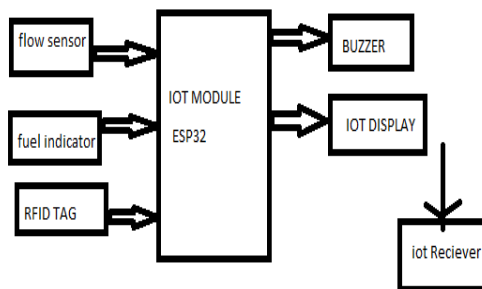 flow sensor
fuel indicator
RFID TAG
IOT MODULE
ESP32
BUZZER
IOT DISPLAY
iot Reciever